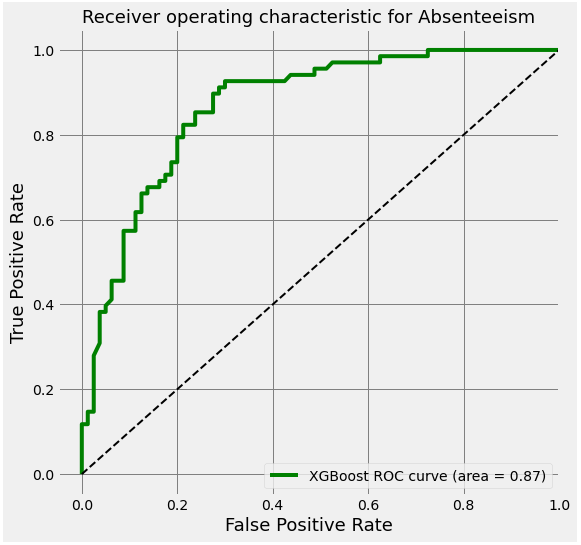 Receiver operating characteristic for Absenteeism
True Positive Rate
1.0
0.8
0.6
0.4
0.2
0.0
XGBoost ROC curve (area = 0.87)
0.0 0.2 0.4 0.6 0.8 1.0
False Positive Rate